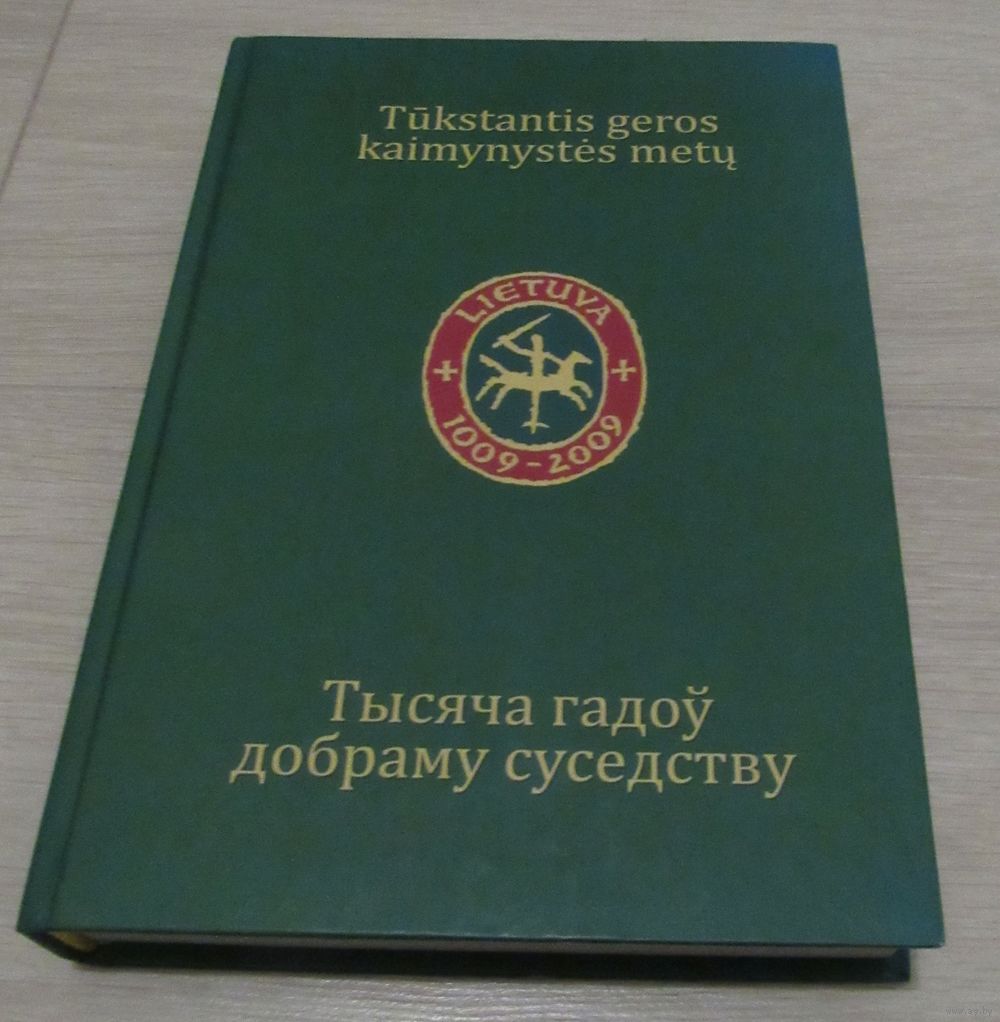 Tūkstantis geros
kaimynystės metų
LIETUVA
1009-2009
Тысяча гадоў
добраму суседству